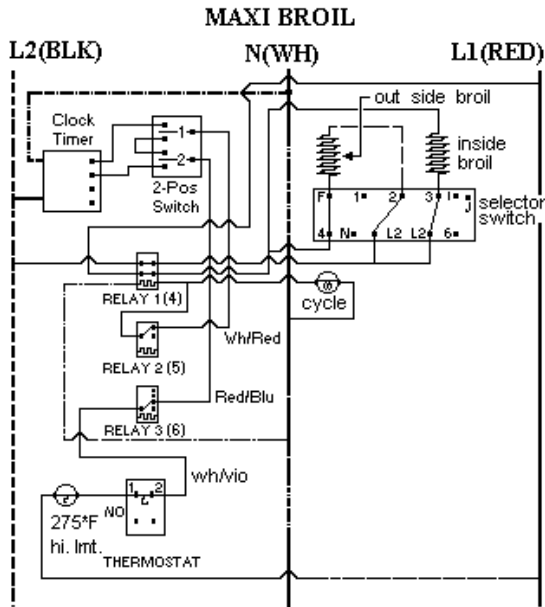 MAXI BROIL
L2(BLK)
N(WH)
L1(RED)
Clock
Timer
1
2
2-Pos
Switch
out side broil
inside
broil
F 1 2 3 I J
4 N L2 L2 6
selector
switch
RELAY 1(4)
cycle
Wh/Red
RELAY 2 (5)
Red/Blu
RELAY 3 (6)
wh/vio
1 2
NO
275*F
hi. lmt.
THERMOSTAT